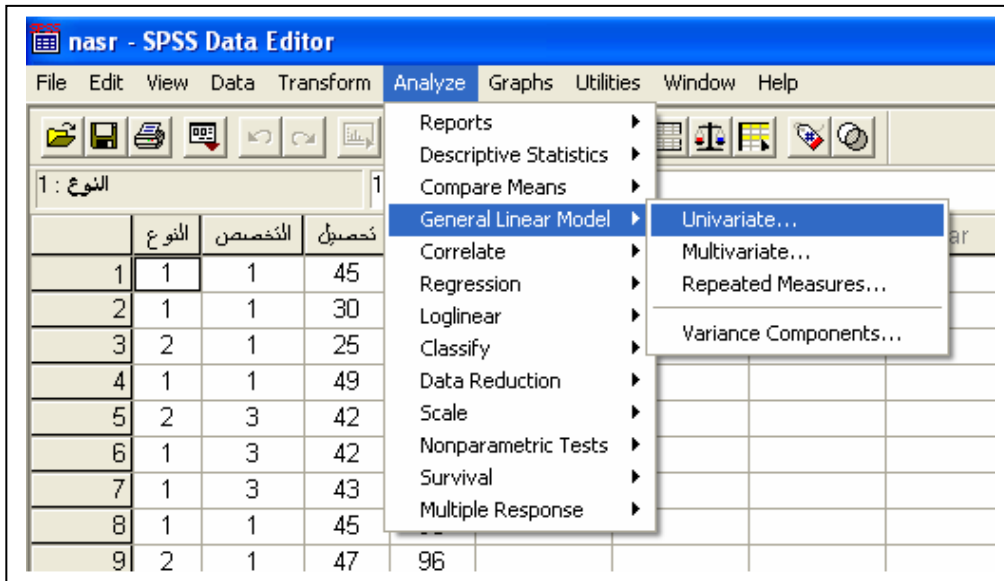 SPSS nasr - SPSS Data Editor
File Edit View Data Transform Analyze Graphs Utilities Window Help
1 : النوع 1
النوع التخصص تحصيل ar
1 1 1 45
2 1 1 30
3 2 1 25
4 1 1 49
5 2 3 42
6 1 3 42
7 1 3 43
8 1 1 45
9 2 1 47 96
Reports
Descriptive Statistics
Compare Means
General Linear Model
Correlate
Regression
Loglinear
Classify
Data Reduction
Scale
Nonparametric Tests
Survival
Multiple Response
Univariate...
Multivariate...
Repeated Measures...
Variance Components...